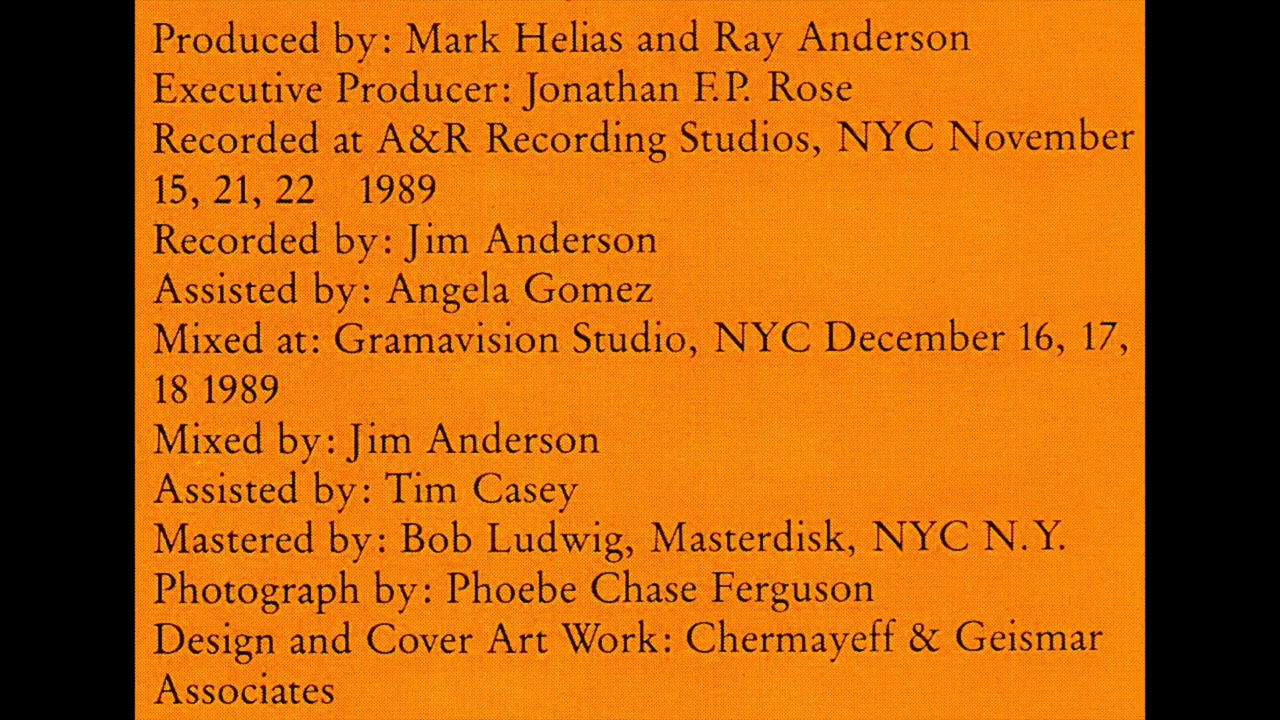 Produced by: Mark Helias and Ray Anderson
Executive Producer: Jonathan F.P. Rose
Recorded at A&R Recording Studios, NYC November
15, 21, 22 1989
Recorded by: Jim Anderson
Assisted by: Angela Gomez
Mixed at: Gramavision Studio, NYC December 16, 17,
18 1989
Mixed by: Jim Anderson
Assisted by: Tim Casey
Mastered by: Bob Ludwig, Masterdisk, NYC N.Y.
Photograph by: Phoebe Chase Ferguson
Design and Cover Art Work: Chermayeff & Geismar
Associates